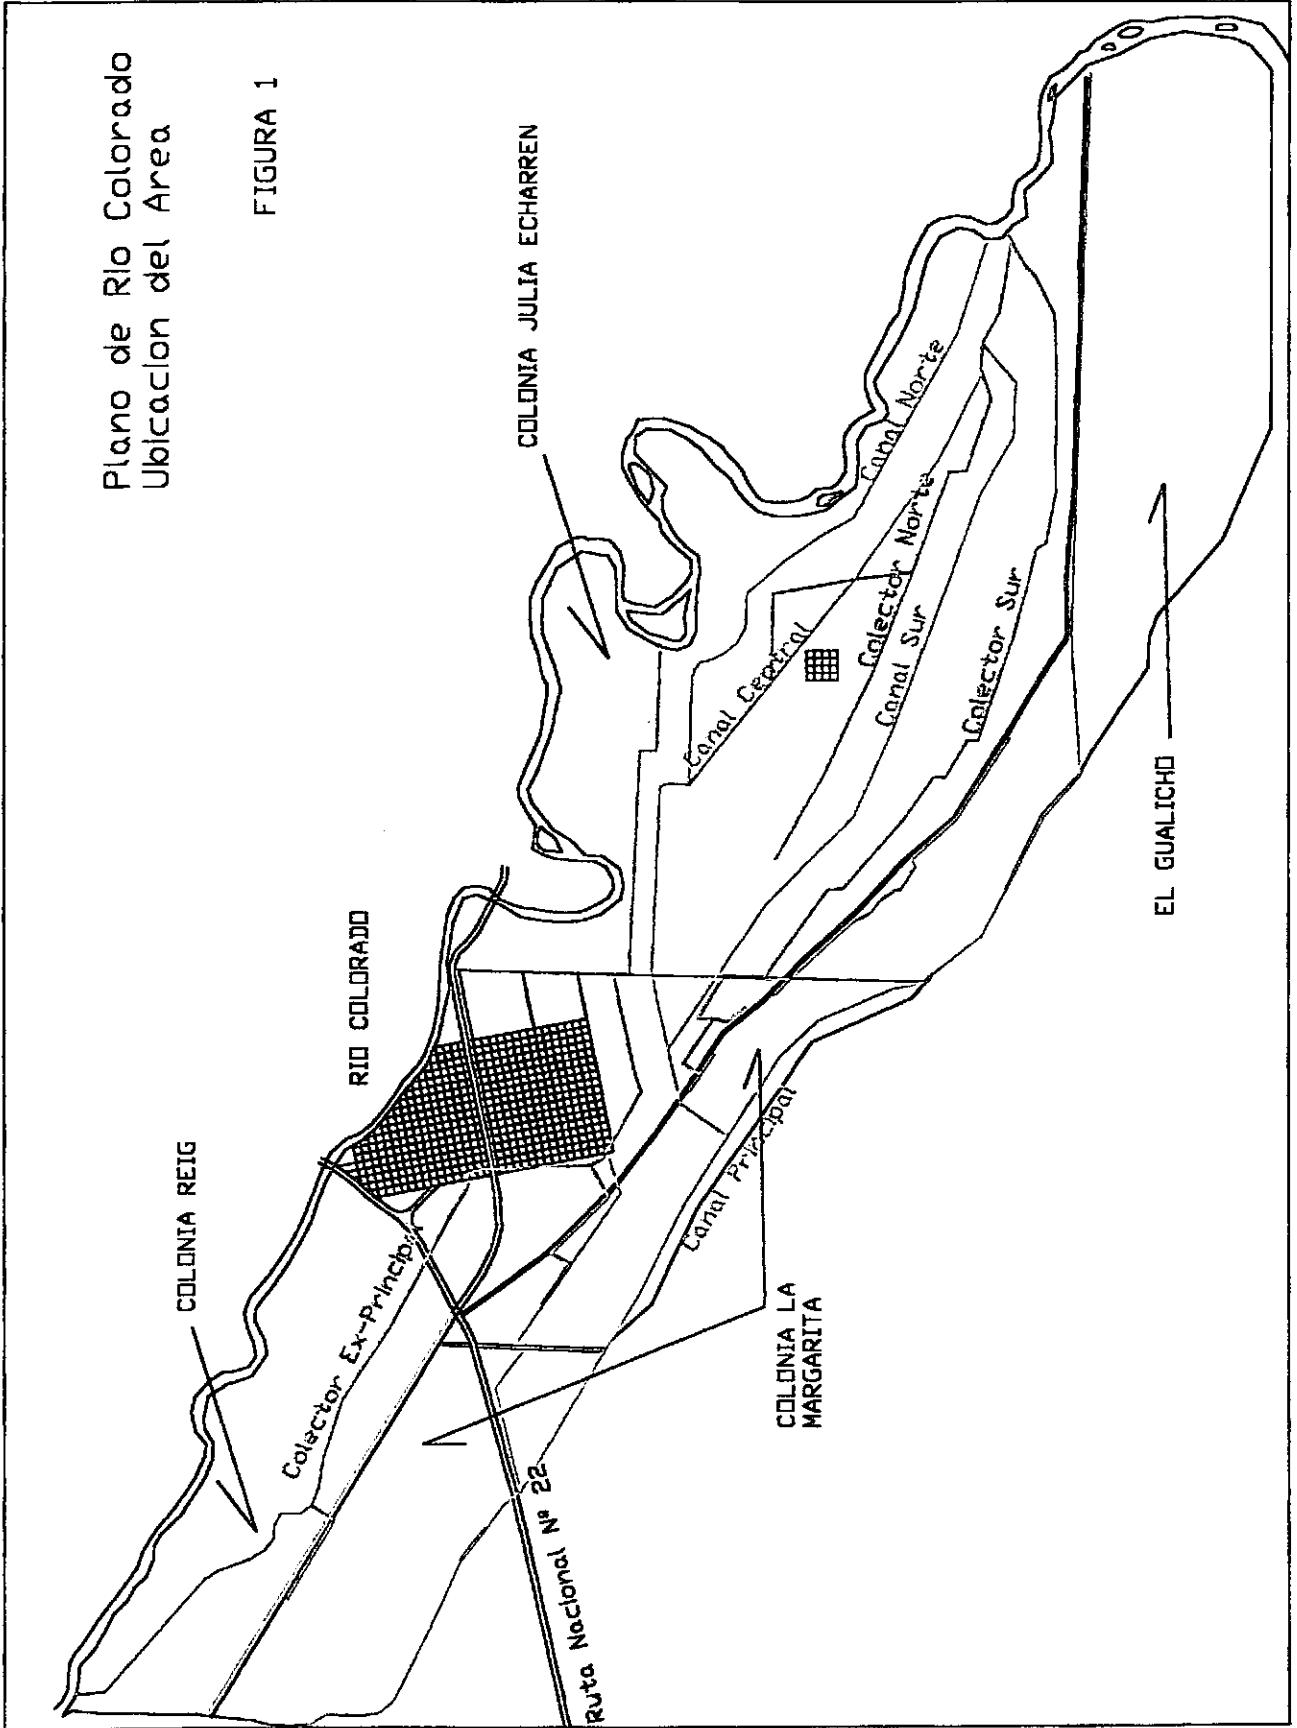 Plano de Rio Colorado
Ubicacion del Area
FIGURA 1
COLONIA REIG
RIO COLORADO
COLONIA JULIA ECHARREN
Colector Ex-Principal
Canal Central
Canal Norte
Colector Norte
Canal Sur
Colector Sur
Canal Principal
Ruta Nacional Nº 22
COLONIA LA
MARGARITA
EL GUALICHO